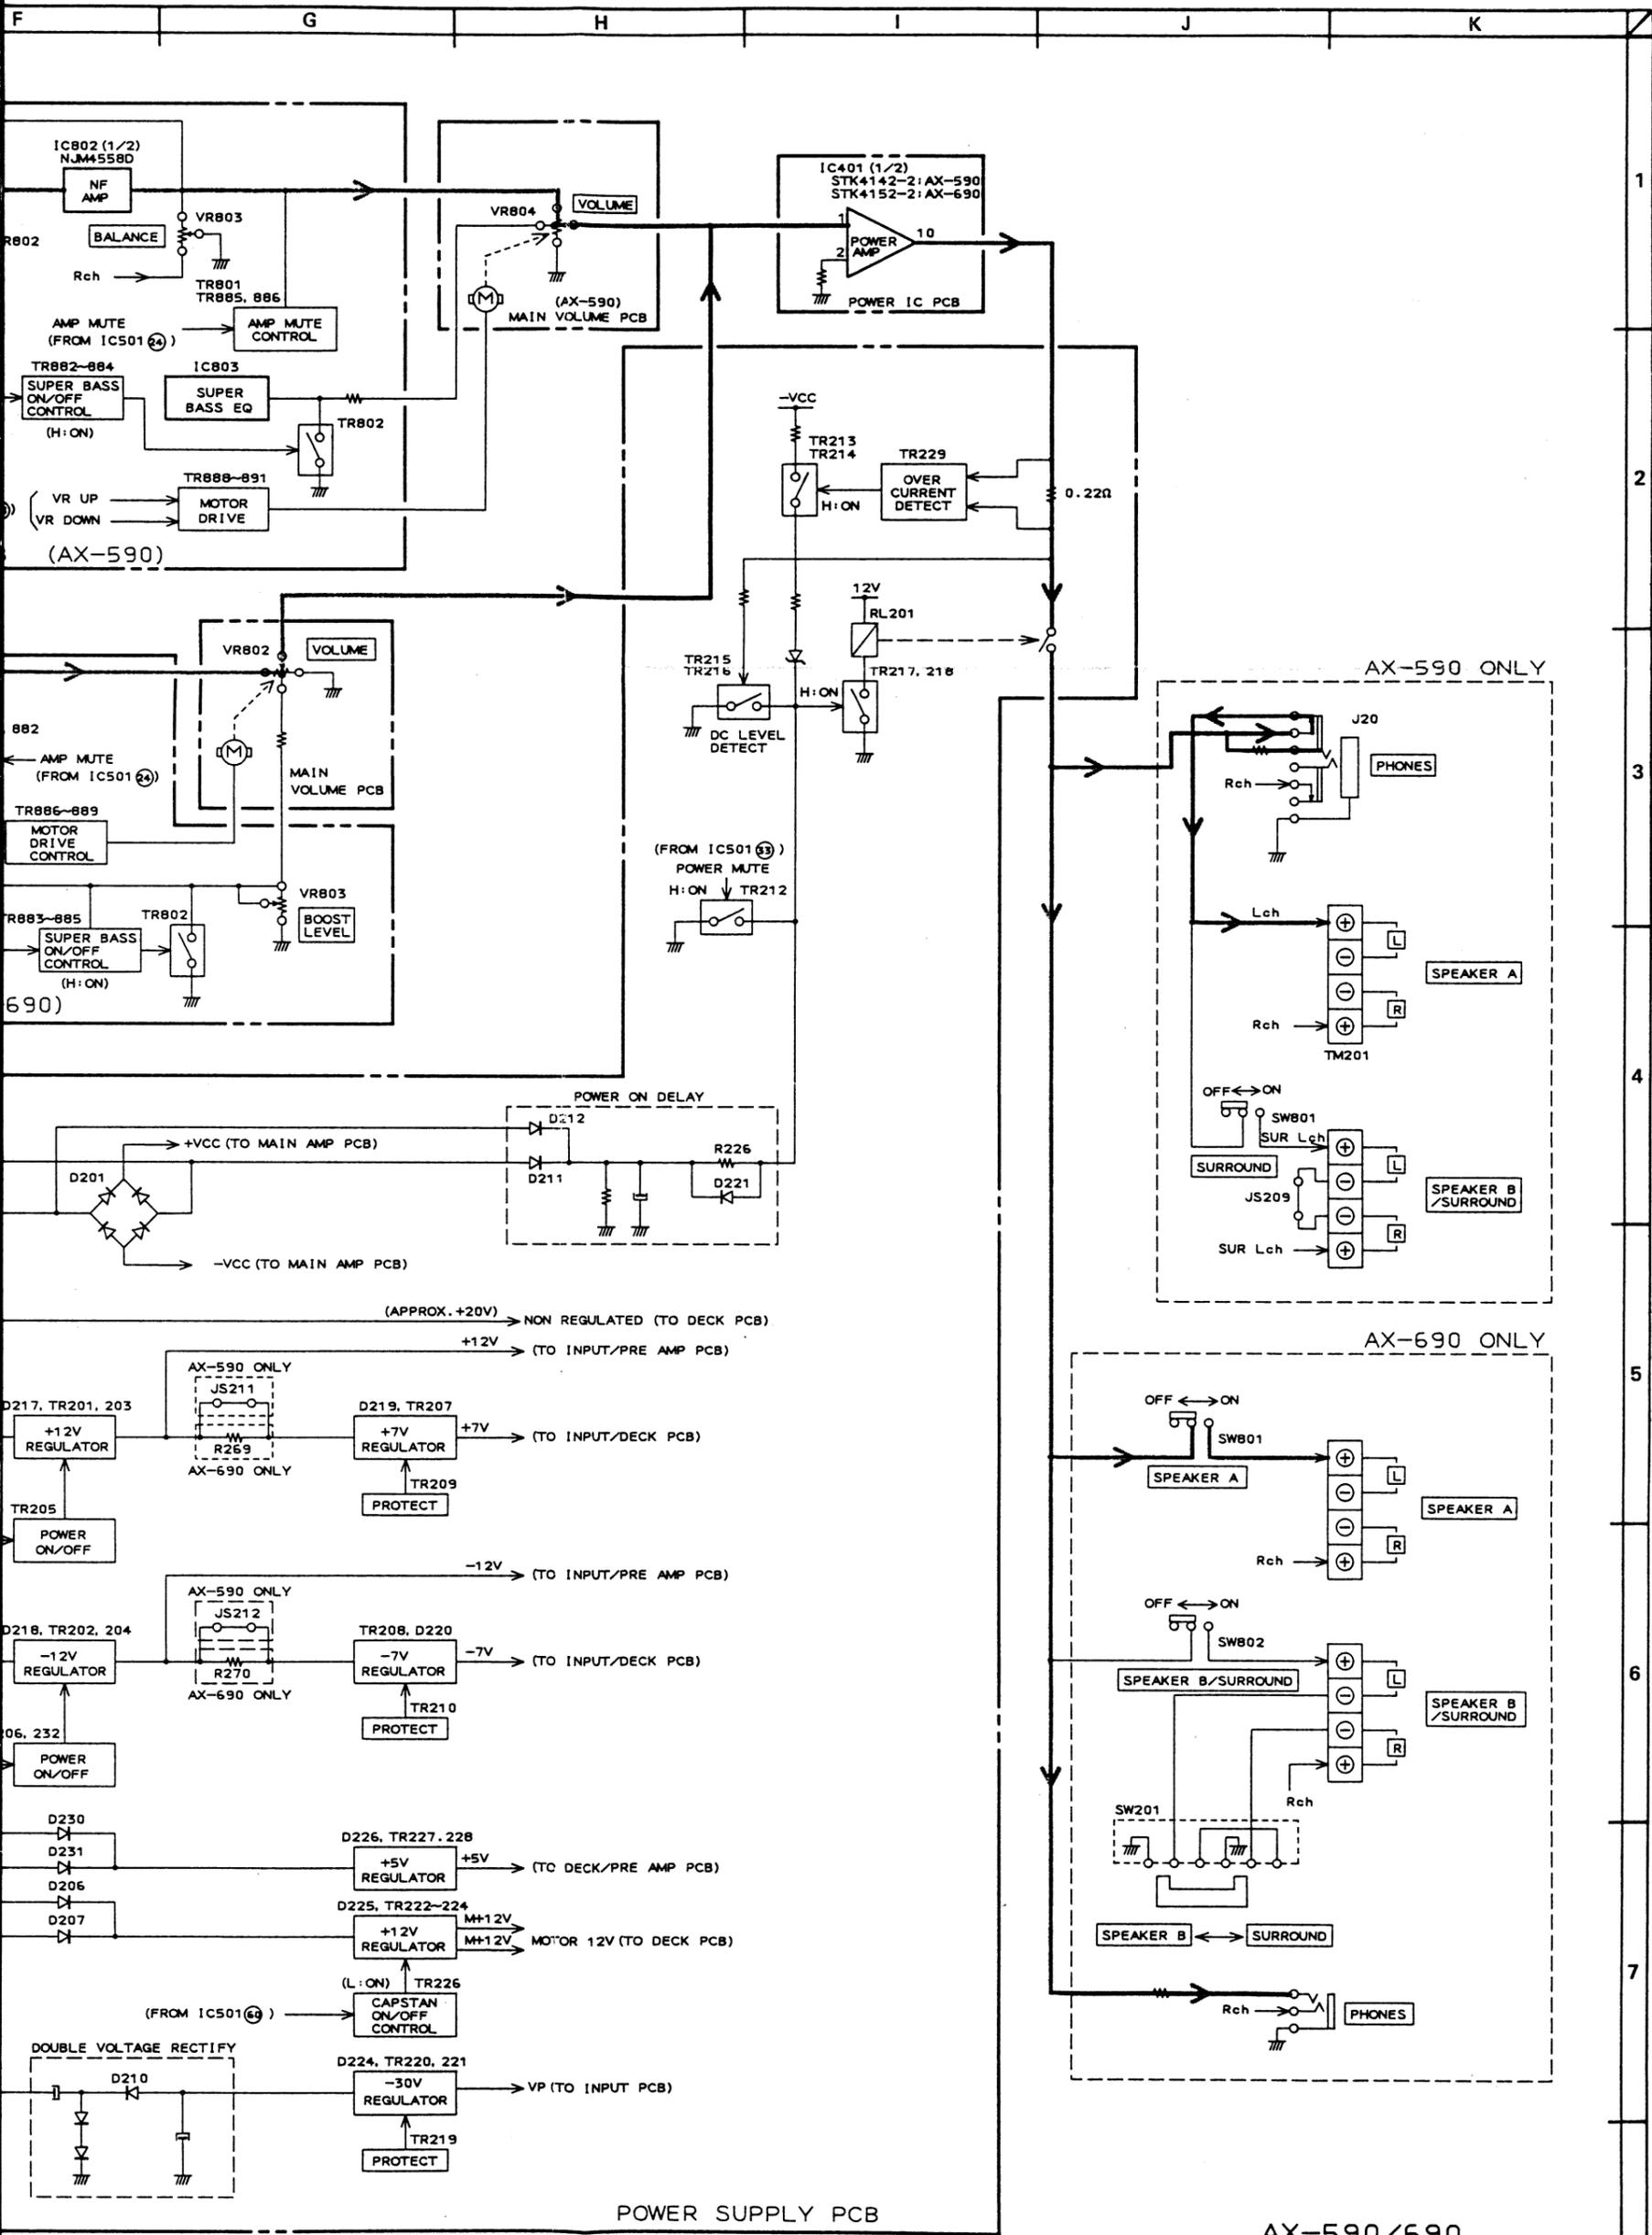 F G H I J K
1
IC802 (1/2)
NJM4558D
NF
AMP
R802
VR803
BALANCE
Rch
TR801
TR885, 886
AMP MUTE
(FROM IC501 24 )
AMP MUTE
CONTROL
VR804
VOLUME
M
(AX-590)
MAIN VOLUME PCB
IC401 (1/2)
STK4142-2:AX-590
STK4152-2:AX-690
1
2
POWER
AMP
10
POWER IC PCB
TR882~884
SUPER BASS
ON/OFF
CONTROL
(H:ON)
IC803
SUPER
BASS EQ
TR802
2
TR888~891
VR UP
VR DOWN
MOTOR
DRIVE
(AX-590)
-VCC
TR213
TR214
H:ON
TR229
OVER
CURRENT
DETECT
0.22Ω
12V
RL201
TR215
TR216
H:ON
TR217, 218
DC LEVEL
DETECT
VR802
VOLUME
882
AMP MUTE
(FROM IC501 24)
M
MAIN
VOLUME PCB
TR886~889
MOTOR
DRIVE
CONTROL
3
AX-590 ONLY
J20
PHONES
Rch
(FROM IC501 33 )
POWER MUTE
H:ON TR212
VR803
BOOST
LEVEL
R883~885
TR802
SUPER BASS
ON/OFF
CONTROL
(H:ON)
690)
Lch
+
-
-
+
L
R
SPEAKER A
Rch
TM201
4
OFF↔ON
SW801
SUR Lch
SURROUND
JS209
SUR Lch
+
-
-
+
L
R
SPEAKER B
/SURROUND
POWER ON DELAY
D212
D211
R226
D221
+VCC (TO MAIN AMP PCB)
D201
-VCC (TO MAIN AMP PCB)
(APPROX.+20V)
NON REGULATED (TO DECK PCB)
+12V
(TO INPUT/PRE AMP PCB)
AX-590 ONLY
JS211
R269
AX-690 ONLY
D217, TR201, 203
+12V
REGULATOR
D219, TR207
+7V
REGULATOR
+7V
(TO INPUT/DECK PCB)
TR209
PROTECT
TR205
POWER
ON/OFF
5
AX-690 ONLY
OFF ↔ ON
SW801
SPEAKER A
+
-
-
+
L
R
SPEAKER A
Rch
-12V
(TO INPUT/PRE AMP PCB)
AX-590 ONLY
JS212
R270
AX-690 ONLY
D218, TR202, 204
-12V
REGULATOR
TR208, D220
-7V
REGULATOR
-7V
(TO INPUT/DECK PCB)
TR210
PROTECT
06, 232
POWER
ON/OFF
6
OFF ↔ ON
SW802
SPEAKER B/SURROUND
+
-
-
+
L
R
SPEAKER B
/SURROUND
Rch
SW201
SPEAKER B ↔ SURROUND
D230
D231
D206
D207
D226, TR227.228
+5V
REGULATOR
+5V
(TO DECK/PRE AMP PCB)
D225, TR222~224
+12V
REGULATOR
M+12V
M+12V
MOTOR 12V (TO DECK PCB)
(L:ON) TR226
(FROM IC501 60 )
CAPSTAN
ON/OFF
CONTROL
7
Rch
PHONES
DOUBLE VOLTAGE RECTIFY
D210
D224, TR220, 221
-30V
REGULATOR
VP (TO INPUT PCB)
TR219
PROTECT
POWER SUPPLY PCB
AX-590/690